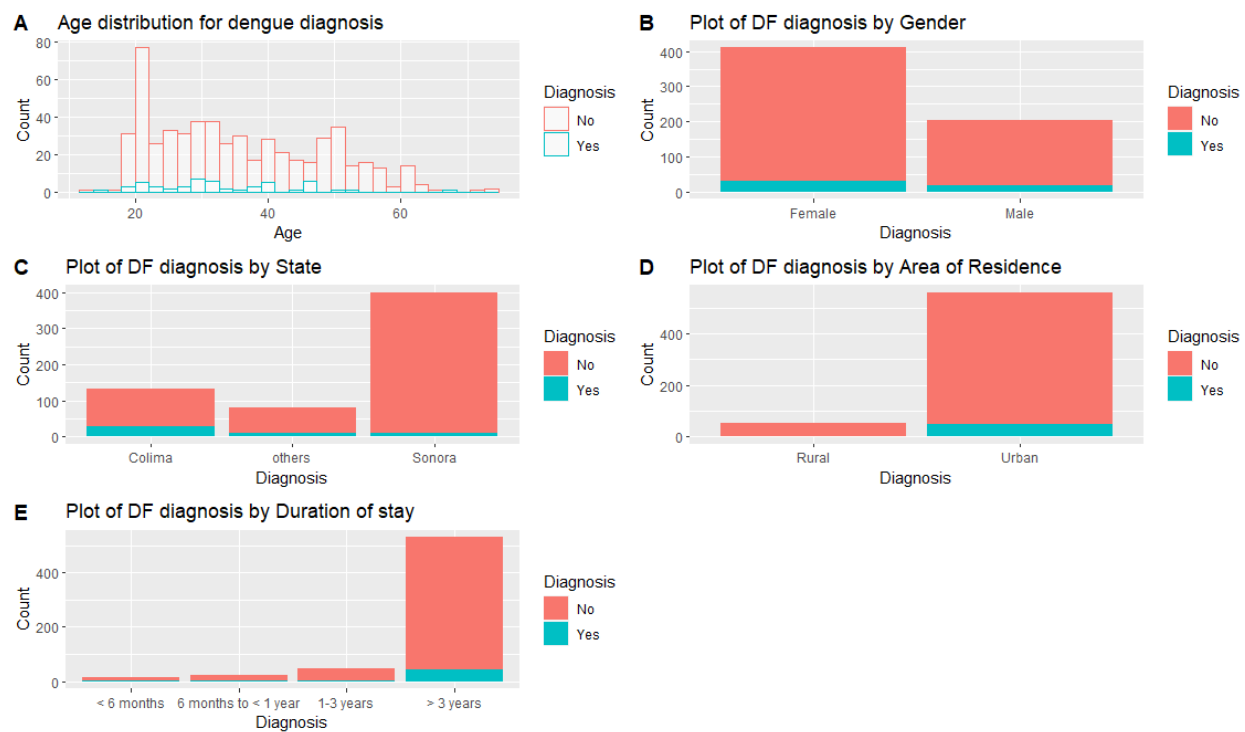 A Age distribution for dengue diagnosis
80
60
40
20
0
Count
20 40 60
Age
Diagnosis
No
Yes
B Plot of DF diagnosis by Gender
400
300
200
100
0
Count
Female Male
Diagnosis
Diagnosis
No
Yes
C Plot of DF diagnosis by State
400
300
200
100
0
Count
Colima others Sonora
Diagnosis
Diagnosis
No
Yes
D Plot of DF diagnosis by Area of Residence
400
200
0
Count
Rural Urban
Diagnosis
Diagnosis
No
Yes
E Plot of DF diagnosis by Duration of stay
400
200
0
Count
< 6 months 6 months to < 1 year 1-3 years > 3 years
Diagnosis
Diagnosis
No
Yes